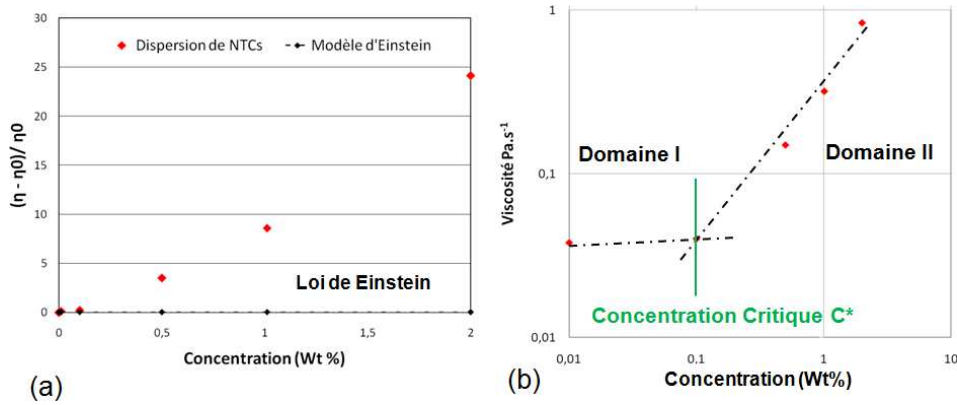 30
25
20
15
10
5
0
(η - η0)/ η0
Dispersion de NTCs
Modèle d'Einstein
Loi de Einstein
0
0,5
1
1,5
2
Concentration (Wt %)
(a)
1
0,1
0,01
Viscosité Pa.s⁻¹
Domaine I
Domaine II
Concentration Critique C*
0,01
0,1
1
10
Concentration (Wt%)
(b)